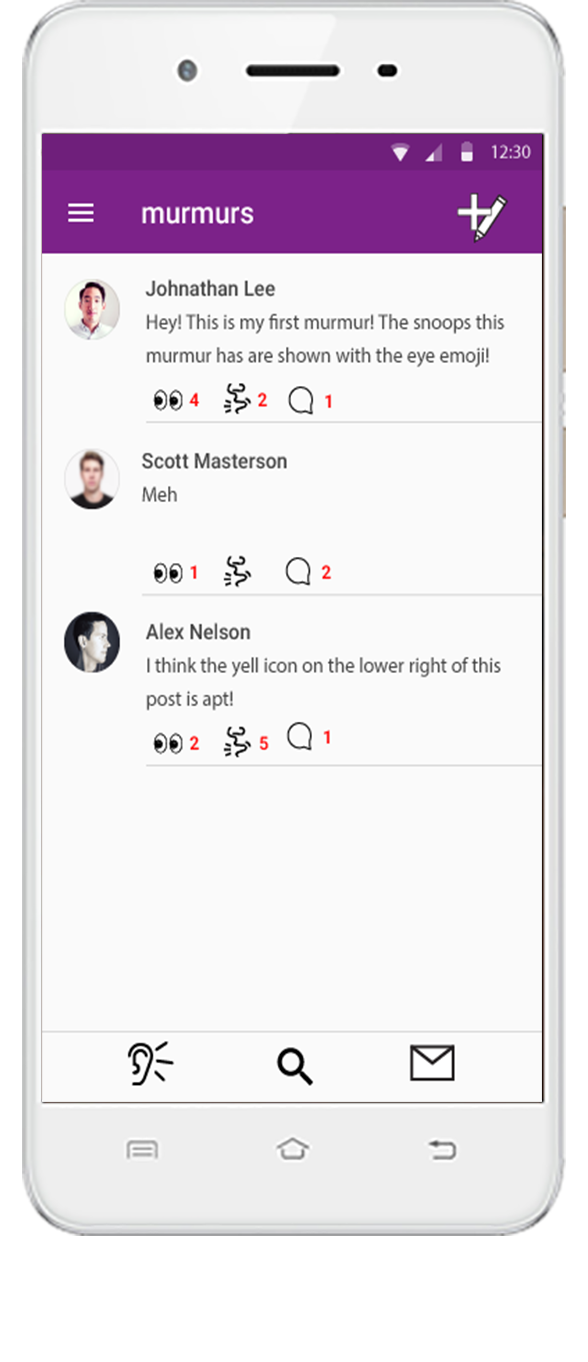 12:30
murmurs
Johnathan Lee
Hey! This is my first murmur! The snoops this
murmur has are shown with the eye emoji!
4 2 1
Scott Masterson
Meh
1 2
Alex Nelson
I think the yell icon on the lower right of this
post is apt!
2 5 1